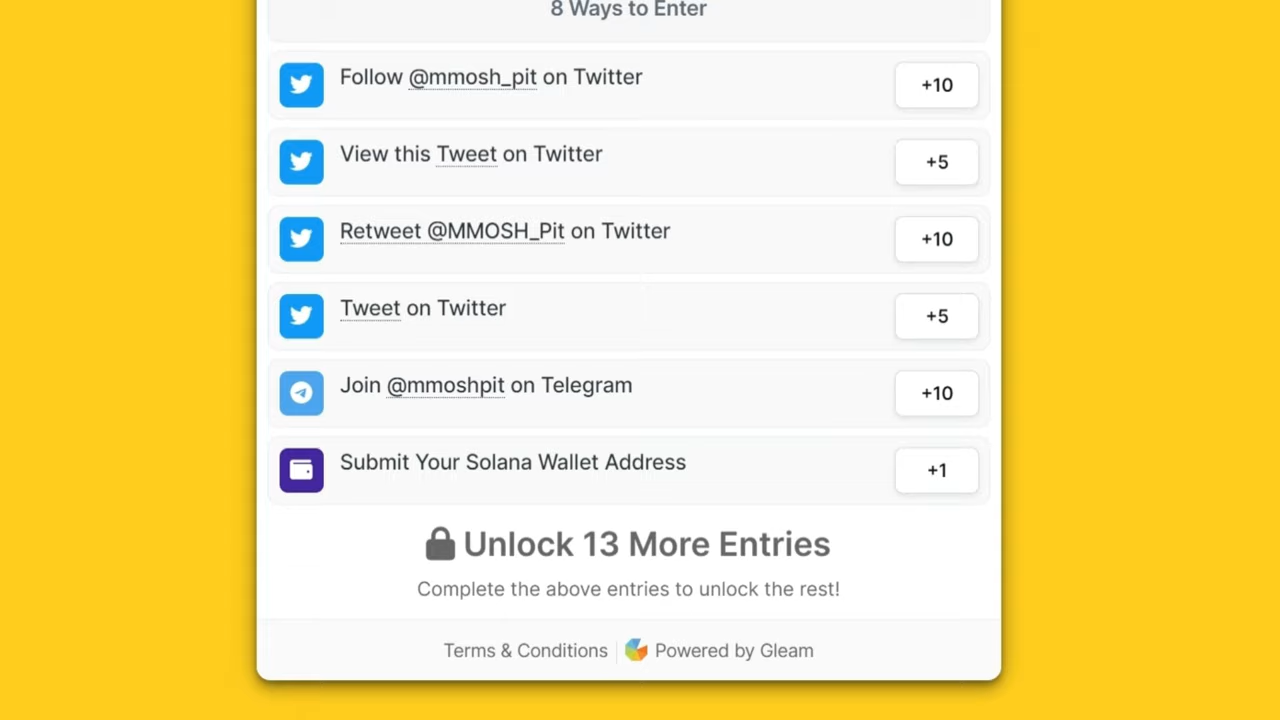 8 Ways to Enter
Follow @mmosh_pit on Twitter
+10
View this Tweet on Twitter
+5
Retweet @MMOSH_Pit on Twitter
+10
Tweet on Twitter
+5
Join @mmoshpit on Telegram
+10
Submit Your Solana Wallet Address
+1
Unlock 13 More Entries
Complete the above entries to unlock the rest!
Terms & Conditions
Powered by Gleam